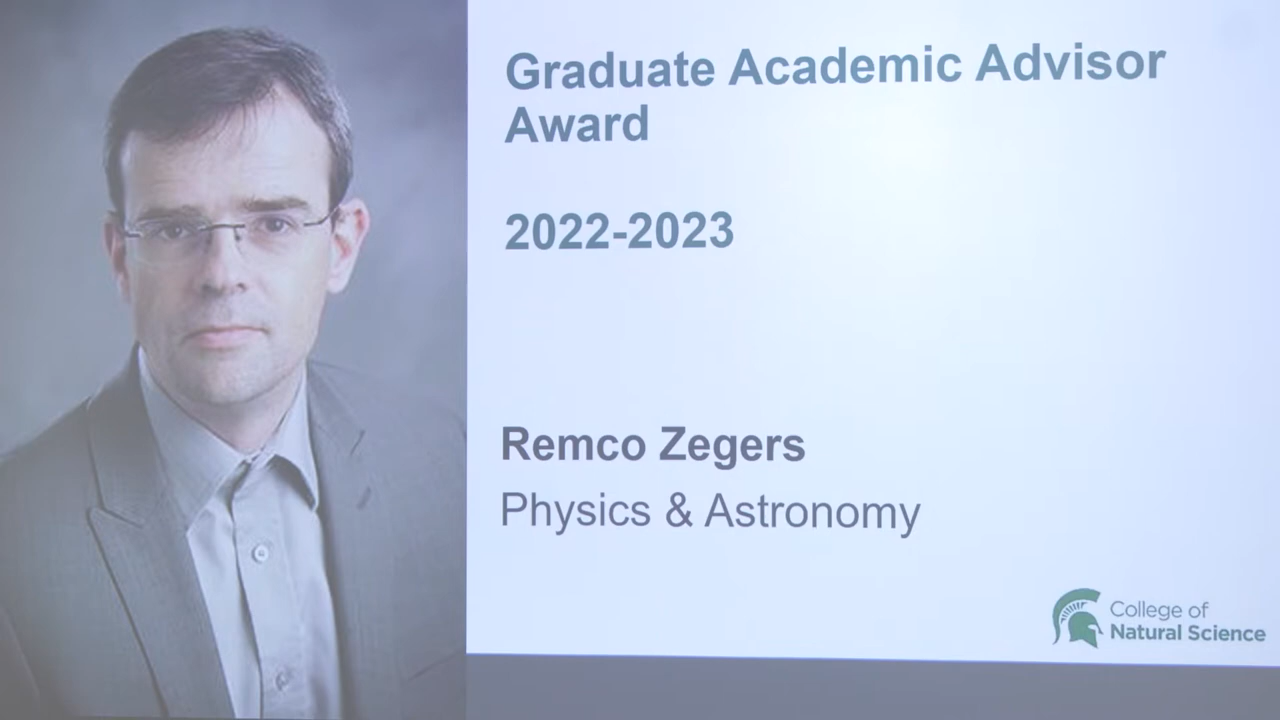 Graduate Academic Advisor
Award
2022-2023
Remco Zegers
Physics & Astronomy
College of
Natural Science